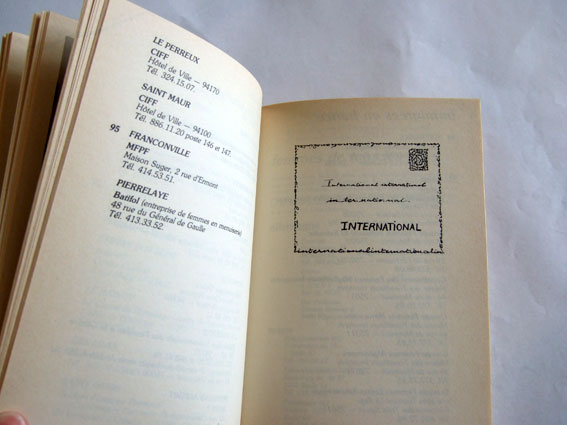 LE PERREUX
CIFF
Hôtel de Ville — 94170
Tél. 324.15.07.
SAINT MAUR
CIFF
Hôtel de Ville — 94100
Tél. 886.11.20 poste 146 et 147.
95 FRANCONVILLE
MFPF
Maison Suger, 2 rue d'Ermont
Tél. 414.53.51.
PIERRELAYE
Batifol (entreprise de femmes en menuiserie)
48 rue du Général de Gaulle
Tél. 413.33.52.
International international
international.
INTERNATIONAL
internationalinternationalin